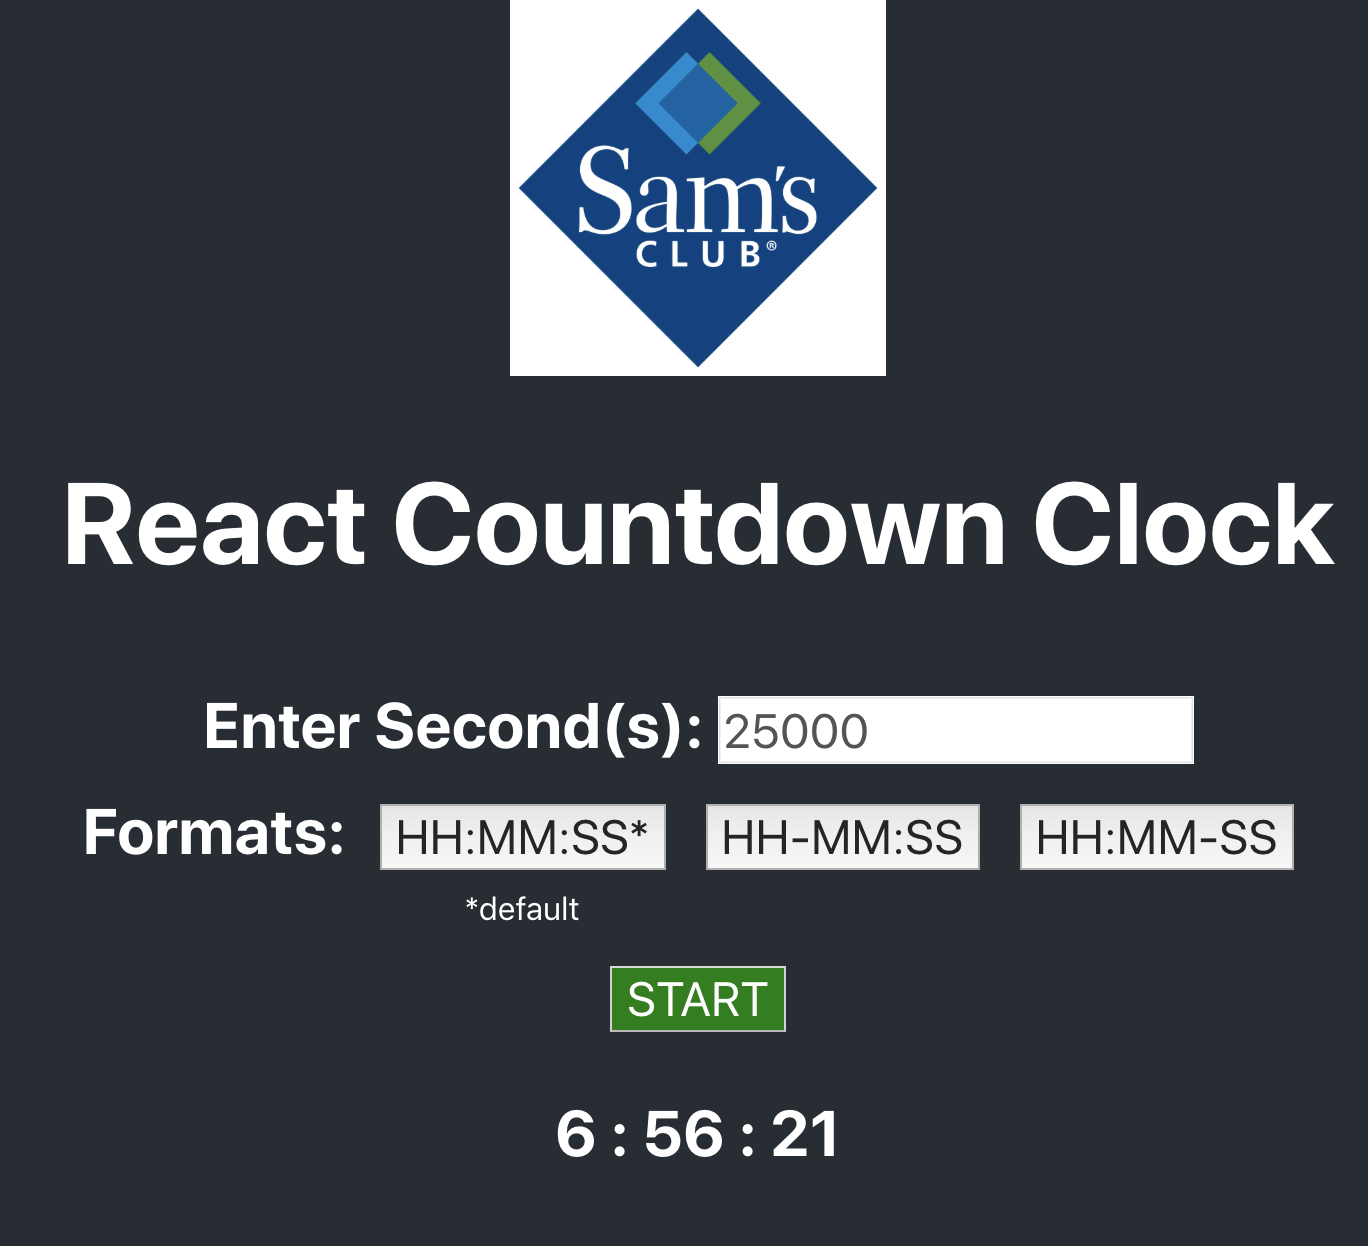 Sam's
CLUB®
React Countdown Clock
Enter Second(s): 25000
Formats: HH:MM:SS* HH-MM:SS HH:MM-SS
*default
START
6 : 56 : 21